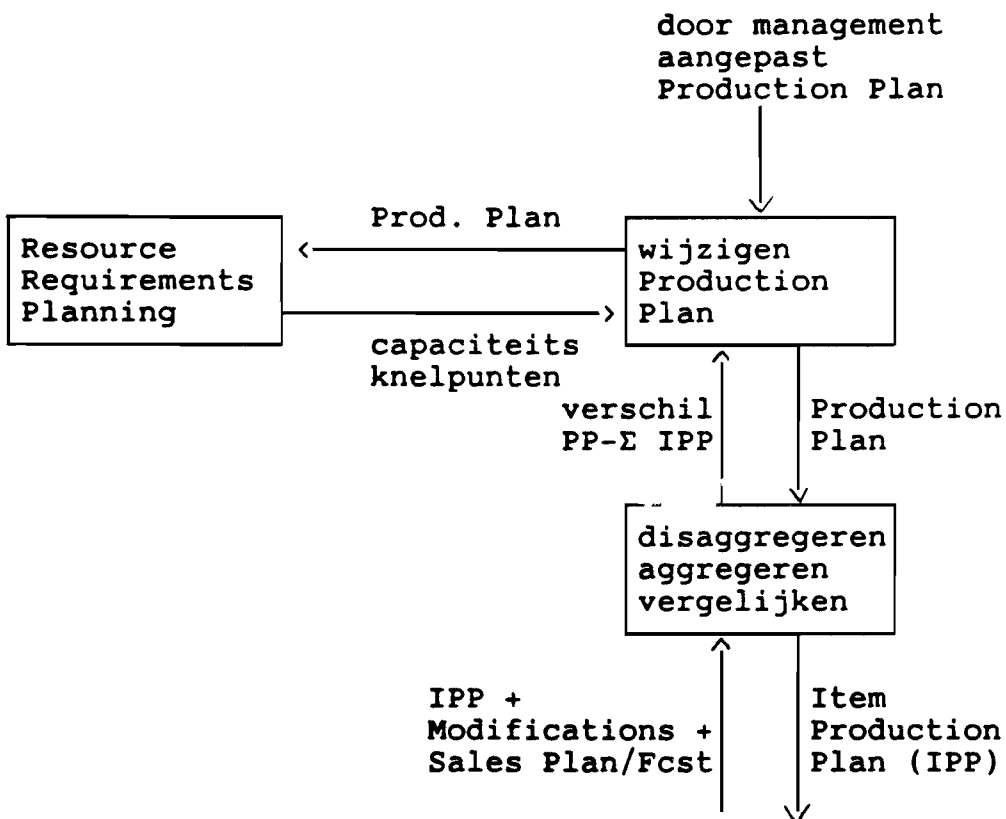 door management
aangepast
Production Plan
Prod. Plan
Resource
Requirements
Planning
wijzigen
Production
Plan
capaciteits
knelpunten
verschil
PP-Σ IPP
Production
Plan
disaggregeren
aggregeren
vergelijken
IPP +
Modifications +
Sales Plan/Fcst
Item
Production
Plan (IPP)